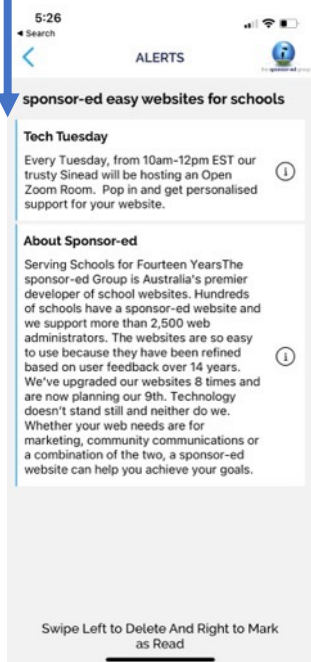 5:26
◄ Search
ALERTS
sponsor-ed easy websites for schools
Tech Tuesday
Every Tuesday, from 10am-12pm EST our
trusty Sinead will be hosting an Open
Zoom Room. Pop in and get personalised
support for your website.
About Sponsor-ed
Serving Schools for Fourteen YearsThe
sponsor-ed Group is Australia's premier
developer of school websites. Hundreds
of schools have a sponsor-ed website and
we support more than 2,500 web
administrators. The websites are so easy
to use because they have been refined
based on user feedback over 14 years.
We've upgraded our websites 8 times and
are now planning our 9th. Technology
doesn't stand still and neither do we.
Whether your web needs are for
marketing, community communications or
a combination of the two, a sponsor-ed
website can help you achieve your goals.
Swipe Left to Delete And Right to Mark
as Read